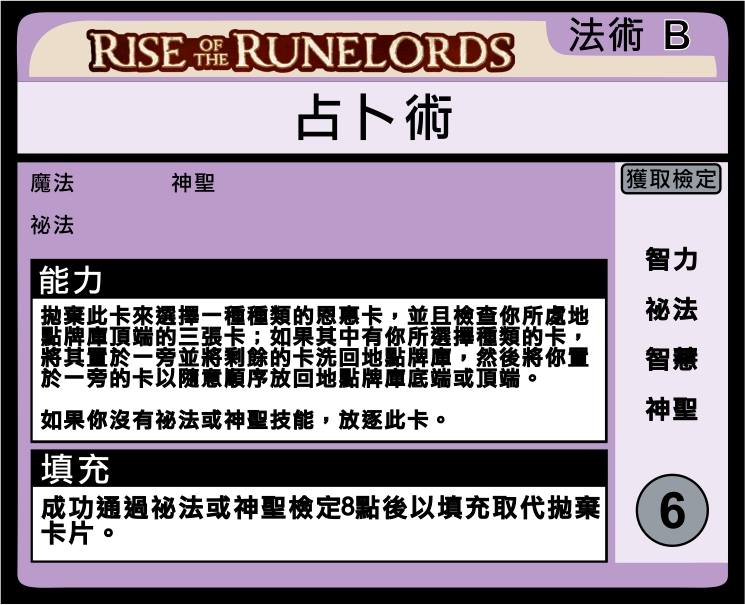 RISE OF THE RUNELORDS
法術 B
占卜術
魔法 神聖
祕法
獲取檢定
智力
祕法
智慧
神聖
6
能力
拋棄此卡來選擇一種種類的恩惠卡，並且檢查你所處地
點牌庫頂端的三張卡；如果其中有你所選擇種類的卡，
將其置於一旁並將剩餘的卡洗回地點牌庫，然後將你置
於一旁的卡以隨意順序放回地點牌庫底端或頂端。
如果你沒有祕法或神聖技能，放逐此卡。
填充
成功通過祕法或神聖檢定8點後以填充取代拋棄
卡片。